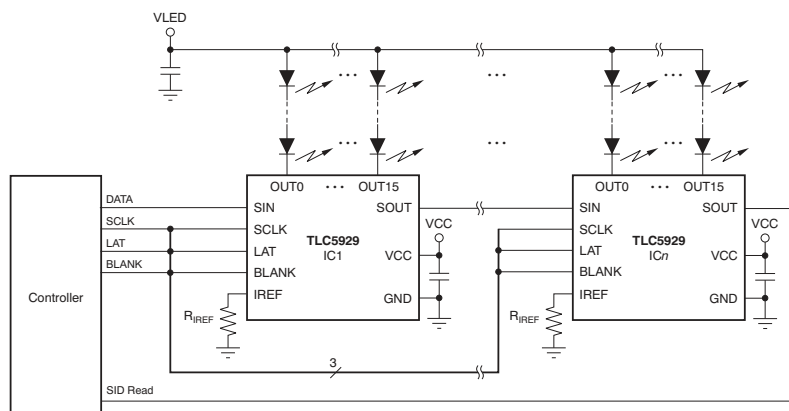 VLED
OUT0 ... OUT15
OUT0 ... OUT15
DATA
SCLK
LAT
BLANK
SIN
SCLK
LAT
BLANK
IREF
TLC5929
IC1
SOUT
VCC
VCC
GND
SIN
SCLK
LAT
BLANK
IREF
TLC5929
ICn
SOUT
VCC
VCC
GND
Controller
RIREF
RIREF
3
SID Read